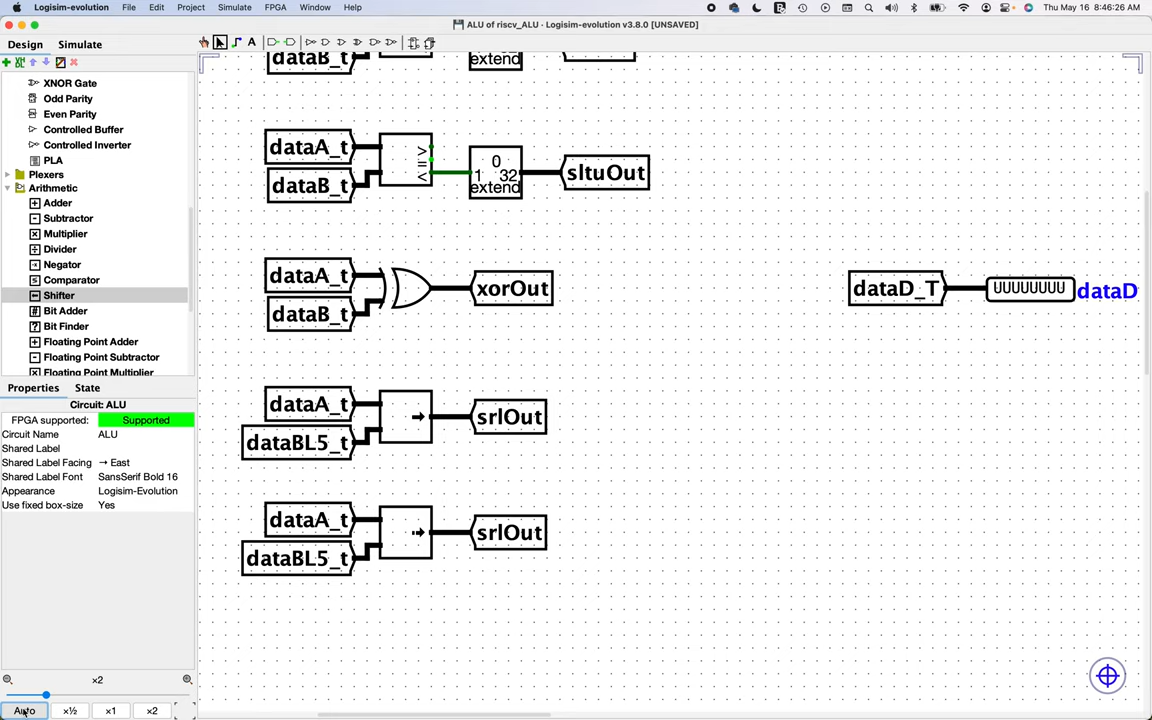 Logisim-evolution File Edit Project Simulate FPGA Window Help Thu May 16 8:46:26 AM
ALU of riscv_ALU · Logisim-evolution v3.8.0 [UNSAVED]
Design Simulate
XNOR Gate
Odd Parity
Even Parity
Controlled Buffer
Controlled Inverter
PLA
Plexers
Arithmetic
Adder
Subtractor
Multiplier
Divider
Negator
Comparator
Shifter
Bit Adder
Bit Finder
Floating Point Adder
Floating Point Subtractor
Floating Point Multiplier
Properties State
Circuit: ALU
FPGA supported: Supported
Circuit Name ALU
Shared Label
Shared Label Facing → East
Shared Label Font SansSerif Bold 16
Appearance Logisim-Evolution
Use fixed box-size Yes
×2
Auto ×½ ×1 ×2
dataB_t extend
dataA_t > 0
dataB_t = 1 32 sltuOut
< extend
dataA_t
dataB_t xorOut
dataD_T UUUUUUUU dataD
dataA_t
dataBL5_t → srlOut
dataA_t
dataBL5_t → srlOut